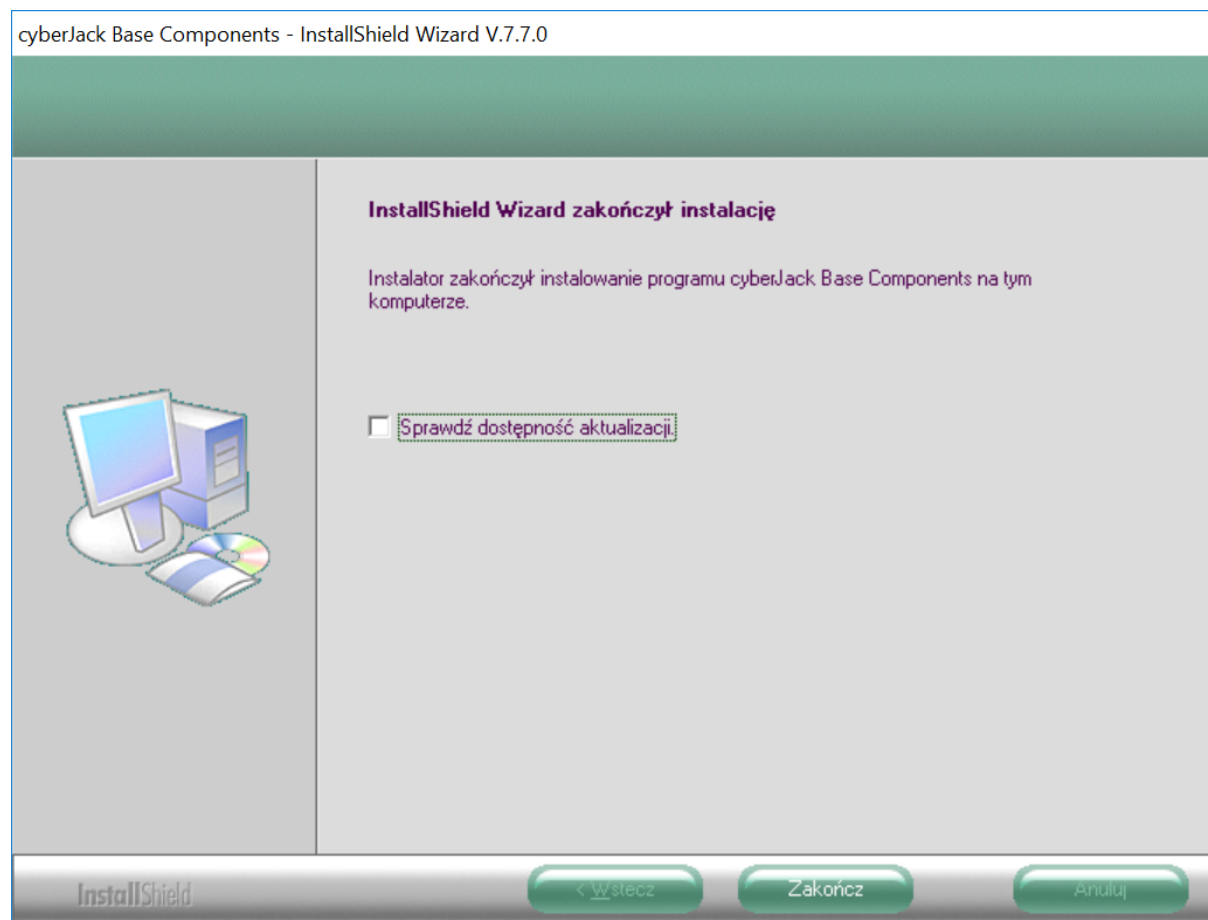 cyberJack Base Components - InstallShield Wizard V.7.7.0
InstallShield Wizard zakończył instalację
Instalator zakończył instalowanie programu cyberJack Base Components na tym
komputerze.
Sprawdź dostępność aktualizacji.
InstallShield
< Wstecz
Zakończ
Anuluj